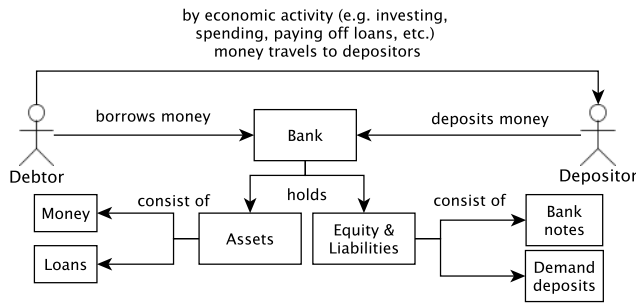 by economic activity (e.g. investing,
spending, paying off loans, etc.)
money travels to depositors
borrows money
Bank
deposits money
Debtor
Depositor
holds
consist of
consist of
Money
Loans
Assets
Equity &
Liabilities
Bank
notes
Demand
deposits